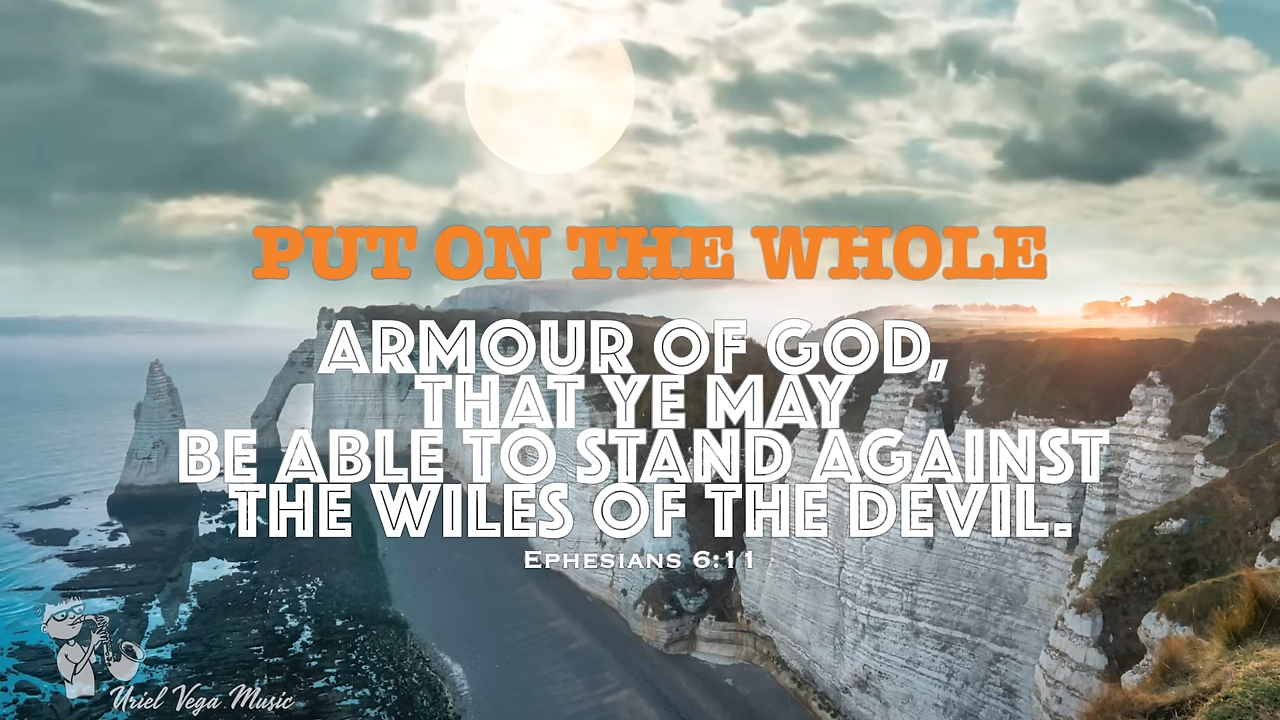 PUT ON THE WHOLE
ARMOUR OF GOD,
THAT YE MAY
BE ABLE TO STAND AGAINST
THE WILES OF THE DEVIL.
EPHESIANS 6:11
Uriel Vega Music